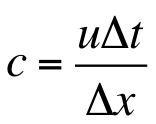 c = uΔt / Δx